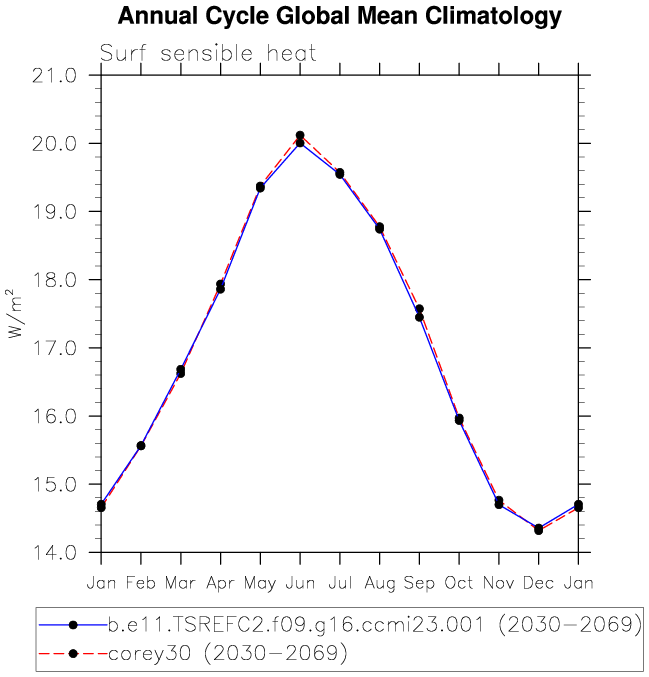 Annual Cycle Global Mean Climatology
Surf sensible heat
21.0
20.0
19.0
18.0
17.0
16.0
15.0
14.0
W/m²
Jan Feb Mar Apr May Jun Jul Aug Sep Oct Nov Dec Jan
b.e11.TSREFC2.f09.g16.ccmi23.001 (2030−2069)
corey30 (2030−2069)